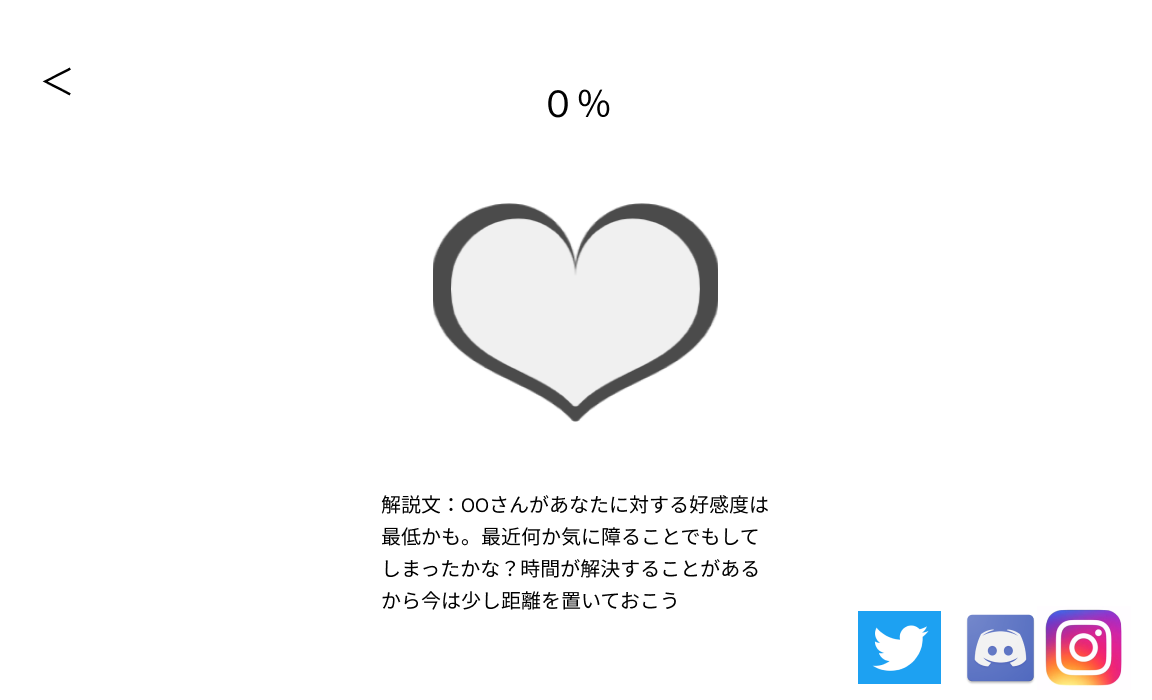 0％
解説文：OOさんがあなたに対する好感度は
最低かも。最近何か気に障ることでもして
しまったかな？時間が解決することがある
から今は少し距離を置いておこう